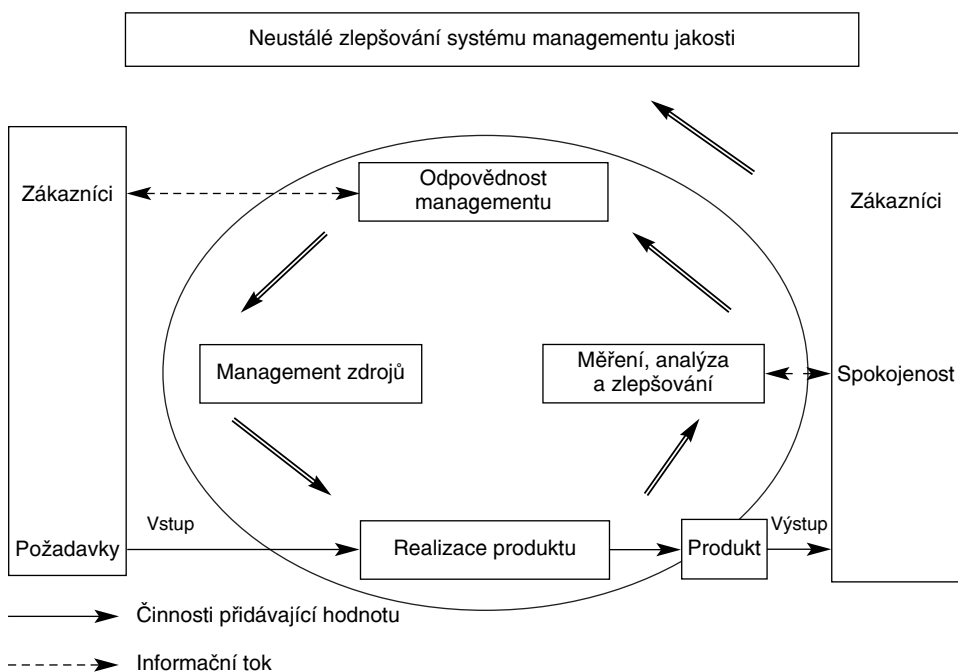 Neustálé zlepšování systému managementu jakosti
Zákazníci
Odpovědnost
managementu
Zákazníci
Management zdrojů
Měření, analýza
a zlepšování
Spokojenost
Vstup
Výstup
Požadavky
Realizace produktu
Produkt
Činnosti přidávající hodnotu
Informační tok